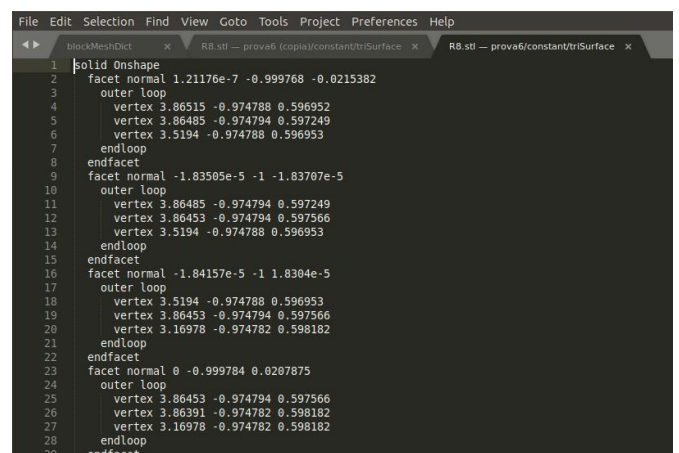 File Edit Selection Find View Goto Tools Project Preferences Help
blockMeshDict × R8.stl — prova6 (copia)/constant/triSurface × R8.stl — prova6/constant/triSurface ×
1 solid Onshape
2 facet normal 1.21176e-7 -0.999768 -0.0215382
3 outer loop
4 vertex 3.86515 -0.974788 0.596952
5 vertex 3.86485 -0.974794 0.597249
6 vertex 3.5194 -0.974788 0.596953
7 endloop
8 endfacet
9 facet normal -1.83505e-5 -1 -1.83707e-5
10 outer loop
11 vertex 3.86485 -0.974794 0.597249
12 vertex 3.86453 -0.974794 0.597566
13 vertex 3.5194 -0.974788 0.596953
14 endloop
15 endfacet
16 facet normal -1.84157e-5 -1 1.8304e-5
17 outer loop
18 vertex 3.5194 -0.974788 0.596953
19 vertex 3.86453 -0.974794 0.597566
20 vertex 3.16978 -0.974782 0.598182
21 endloop
22 endfacet
23 facet normal 0 -0.999784 0.0207875
24 outer loop
25 vertex 3.86453 -0.974794 0.597566
26 vertex 3.86391 -0.974782 0.598182
27 vertex 3.16978 -0.974782 0.598182
28 endloop
29 endfacet